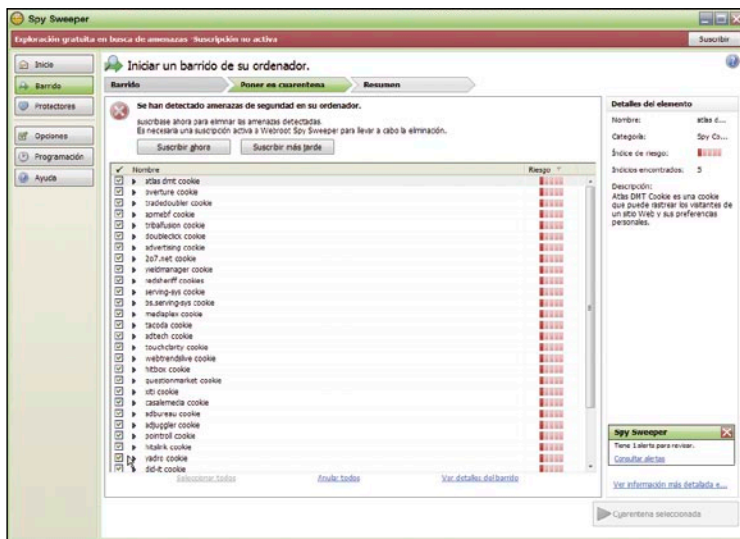 Spy Sweeper
Exploración gratuita en busca de amenazas -Suscripción no activa
Suscribir
Inicio
Barrido
Protectores
Opciones
Programación
Ayuda
Iniciar un barrido de su ordenador.
Barrido
Poner en cuarentena
Resumen
Se han detectado amenazas de seguridad en su ordenador.
suscríbase ahora para eliminar las amenazas detectadas.
Es necesaria una suscripción activa a Webroot Spy Sweeper para llevar a cabo la eliminación.
Suscribir ahora
Suscribir más tarde
Nombre
Riesgo
atlas dmt cookie
overture cookie
tradedoubler cookie
apmebf cookie
tribalfusion cookie
doubleclick cookie
advertising cookie
2o7.net cookie
yieldmanager cookie
redsheriff cookies
serving-sys cookie
bs.serving-sys cookie
mediaplex cookie
tacoda cookie
adtech cookie
touchclarity cookie
webtrendslive cookie
hitbox cookie
questionmarket cookie
xiti cookie
casalemedia cookie
adbureau cookie
adjuggler cookie
pointroll cookie
hitslink cookie
yadro cookie
did-it cookie
Seleccionar todos
Anular todos
Ver detalles del barrido
Detalles del elemento
Nombre: atlas d...
Categoría: Spy Co...
Índice de riesgo:
Indicios encontrados: 5
Descripción:
Atlas DMT Cookie es una cookie
que puede rastrear los visitantes de
un sitio Web y sus preferencias
personales.
Spy Sweeper
Tiene 1 alerta para revisar.
Consultar alertas
Ver información más detallada e...
Cuarentena seleccionada